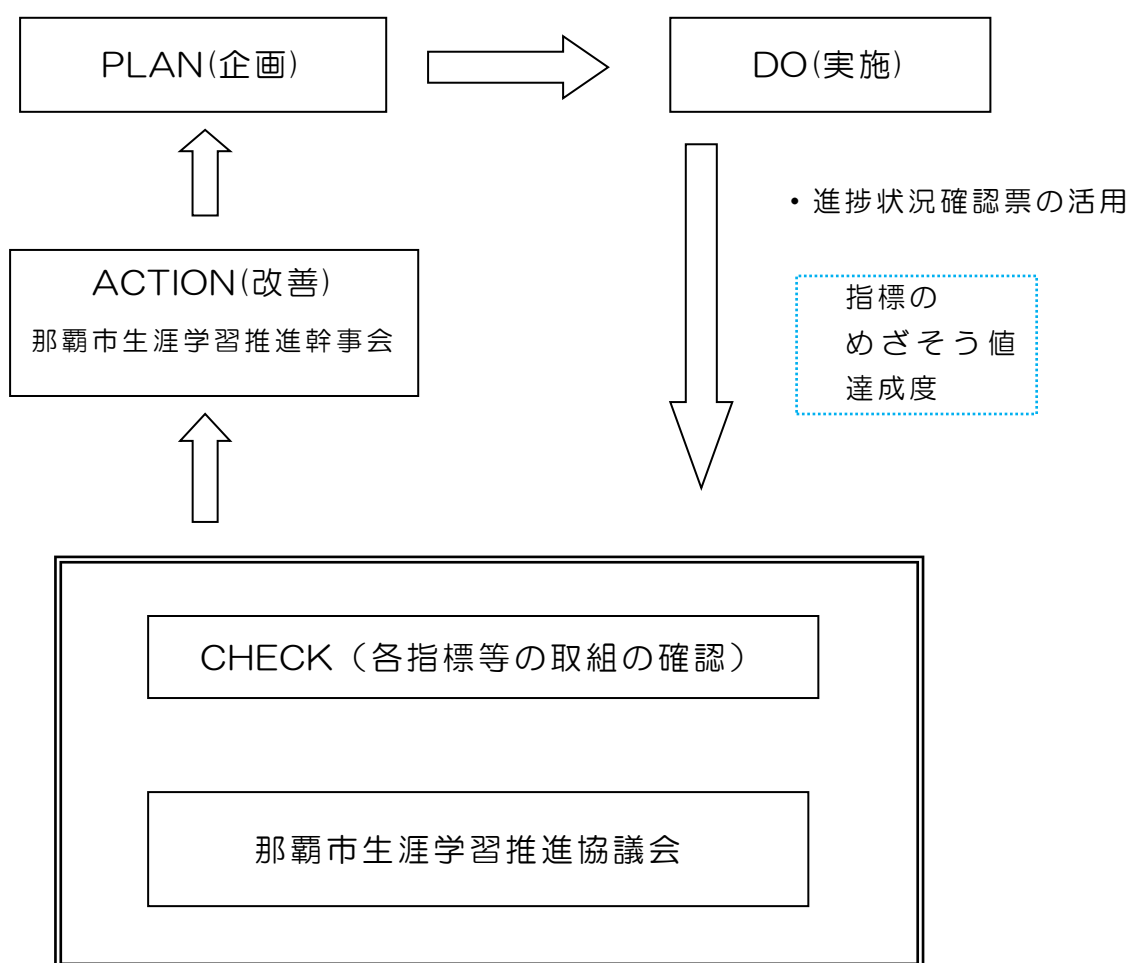 PLAN(企画)
DO(実施)
・進捗状況確認票の活用
ACTION(改善)
那覇市生涯学習推進幹事会
指標の
めざそう値
達成度
CHECK（各指標等の取組の確認）
那覇市生涯学習推進協議会